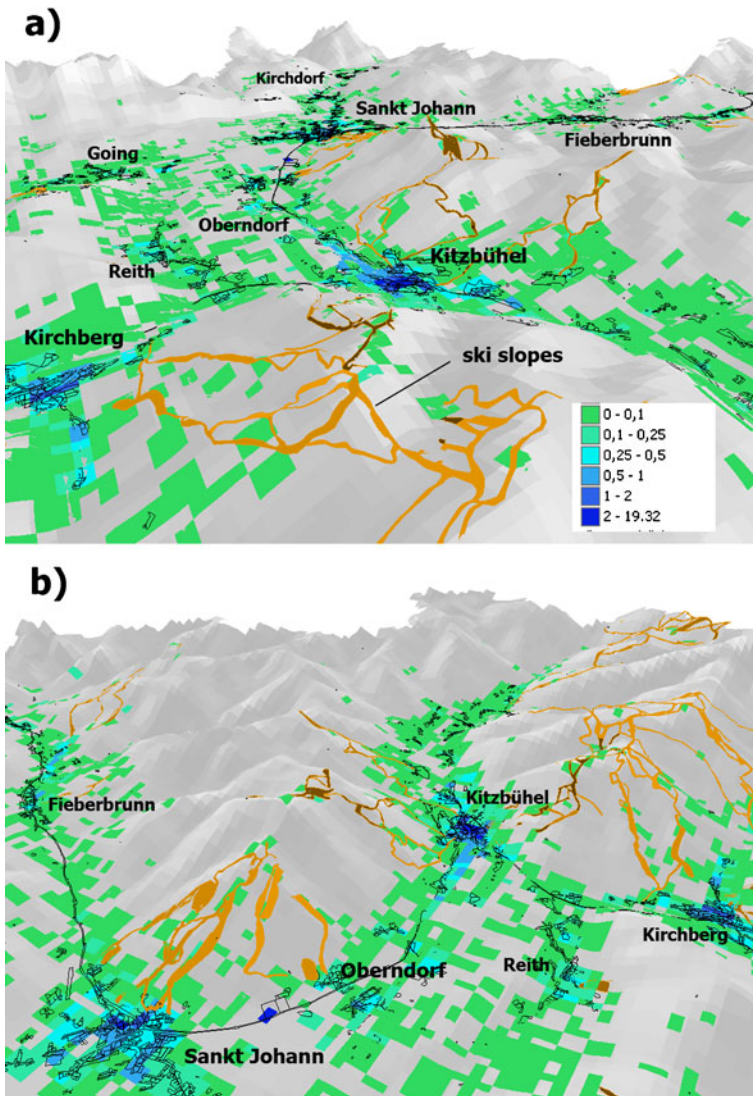 a)
Kirchdorf
Sankt Johann
Going
Fieberbrunn
Oberndorf
Kitzbühel
Reith
Kirchberg
ski slopes
0 - 0,1
0,1 - 0,25
0,25 - 0,5
0,5 - 1
1 - 2
2 - 19.32
b)
Fieberbrunn
Kitzbühel
Kirchberg
Oberndorf
Reith
Sankt Johann